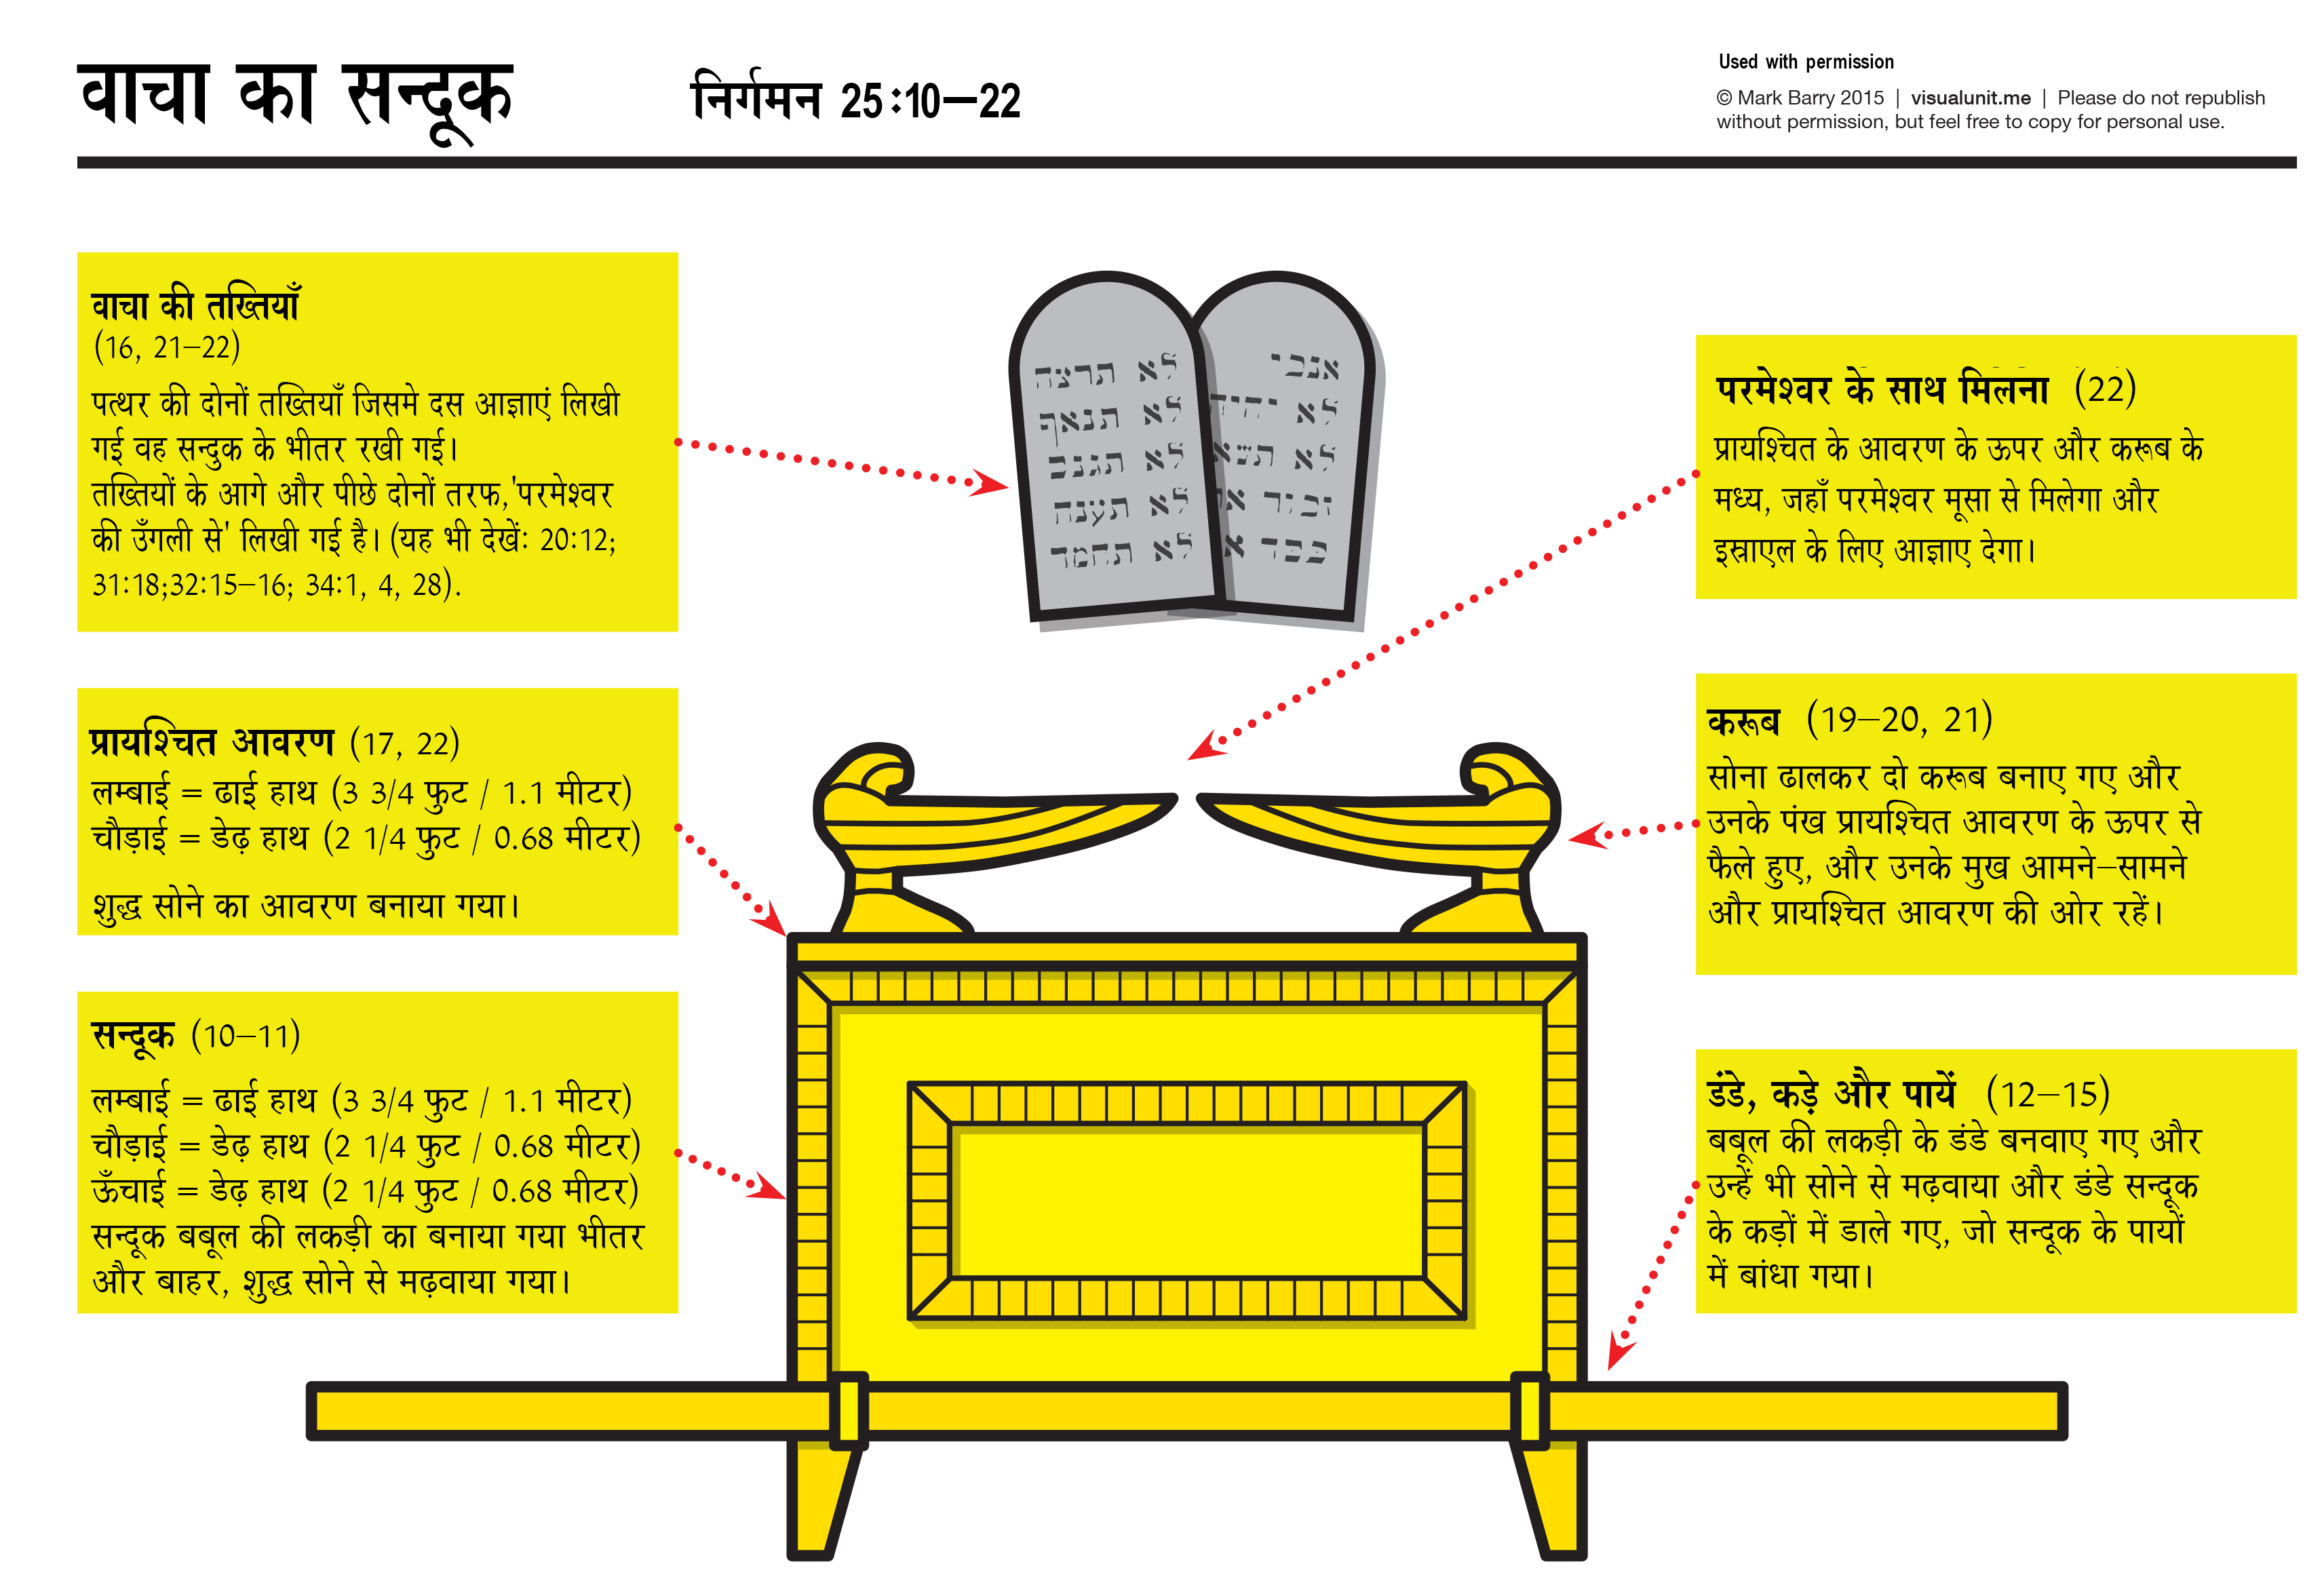 वाचा का सन्दूक
निर्गमन 25:10–22
Used with permission
© Mark Barry 2015 | visualunit.me | Please do not republish
without permission, but feel free to copy for personal use.
वाचा की तख्तियाँ
(16, 21–22)
पत्थर की दोनों तख्तियाँ जिसमे दस आज्ञाएं लिखी
गई वह सन्दुक के भीतर रखी गई।
तख्तियों के आगे और पीछे दोनों तरफ,'परमेश्वर
की उँगली से' लिखी गई है। (यह भी देखें: 20:12;
31:18;32:15–16; 34:1, 4, 28).
प्रायश्चित आवरण (17, 22)
लम्बाई = ढाई हाथ (3 3/4 फुट / 1.1 मीटर)
चौड़ाई = डेढ़ हाथ (2 1/4 फुट / 0.68 मीटर)
शुद्ध सोने का आवरण बनाया गया।
सन्दूक (10–11)
लम्बाई = ढाई हाथ (3 3/4 फुट / 1.1 मीटर)
चौड़ाई = डेढ़ हाथ (2 1/4 फुट / 0.68 मीटर)
ऊँचाई = डेढ़ हाथ (2 1/4 फुट / 0.68 मीटर)
सन्दूक बबूल की लकड़ी का बनाया गया भीतर
और बाहर, शुद्ध सोने से मढ़वाया गया।
לא תרצח
לא תנאף
לא תגנב
לא תענה
לא תחמד
אנכי
לא יהיה
לא תשא
זכור
כבד
परमेश्वर के साथ मिलना (22)
प्रायश्चित के आवरण के ऊपर और करूब के
मध्य, जहाँ परमेश्वर मूसा से मिलेगा और
इस्राएल के लिए आज्ञाए देगा।
करूब (19–20, 21)
सोना ढालकर दो करूब बनाए गए और
उनके पंख प्रायश्चित आवरण के ऊपर से
फैले हुए, और उनके मुख आमने–सामने
और प्रायश्चित आवरण की ओर रहें।
डंडे, कड़े और पायें (12–15)
बबूल की लकड़ी के डंडे बनवाए गए और
उन्हें भी सोने से मढ़वाया और डंडे सन्दूक
के कड़ों में डाले गए, जो सन्दूक के पायों
में बांधा गया।